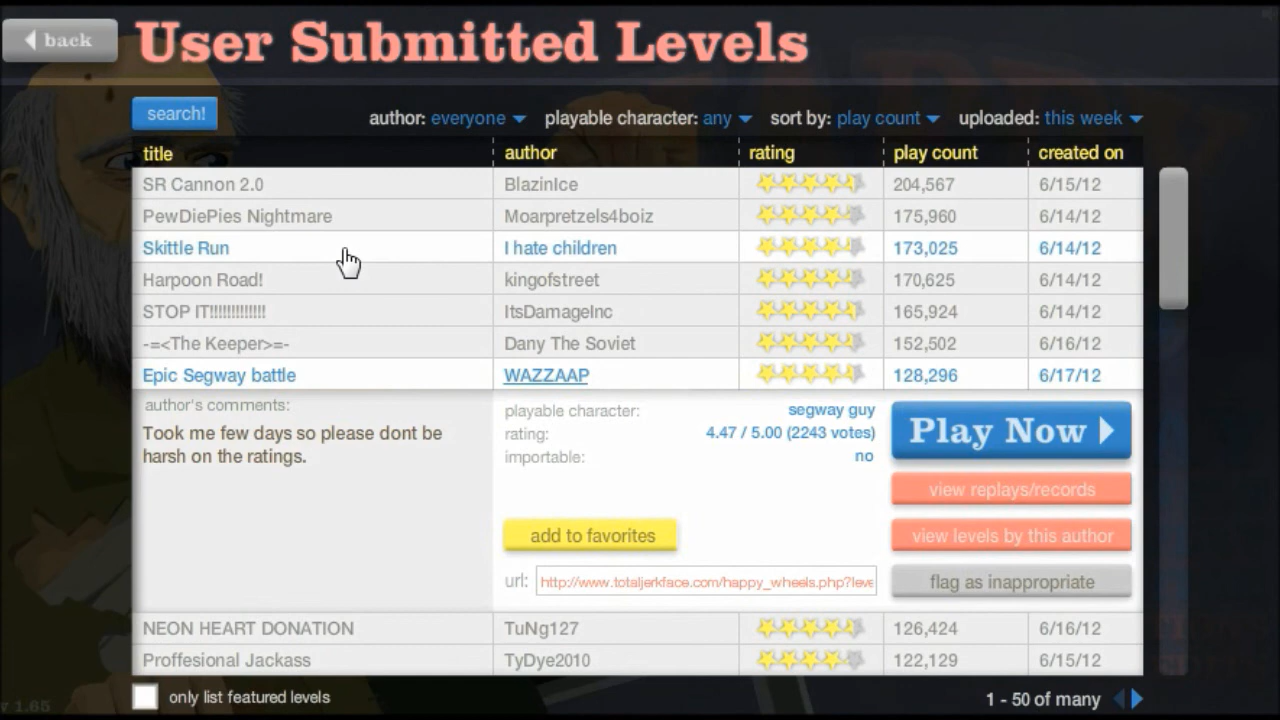 back
User Submitted Levels
search!
author: everyone playable character: any sort by: play count uploaded: this week
title author rating play count created on
SR Cannon 2.0 BlazinIce 204,567 6/15/12
PewDiePies Nightmare Moarpretzels4boiz 175,960 6/14/12
Skittle Run I hate children 173,025 6/14/12
Harpoon Road! kingofstreet 170,625 6/14/12
STOP IT!!!!!!!!!!!!! ItsDamageInc 165,924 6/14/12
-=<The Keeper>=- Dany The Soviet 152,502 6/16/12
Epic Segway battle WAZZAAP 128,296 6/17/12
author's comments:
Took me few days so please dont be
harsh on the ratings.
playable character: segway guy
rating: 4.47 / 5.00 (2243 votes)
importable: no
Play Now
view replays/records
add to favorites
view levels by this author
url: http://www.totaljerkface.com/happy_wheels.php?leve
flag as inappropriate
NEON HEART DONATION TuNg127 126,424 6/16/12
Proffesional Jackass TyDye2010 122,129 6/15/12
only list featured levels
1 - 50 of many
v 1.65